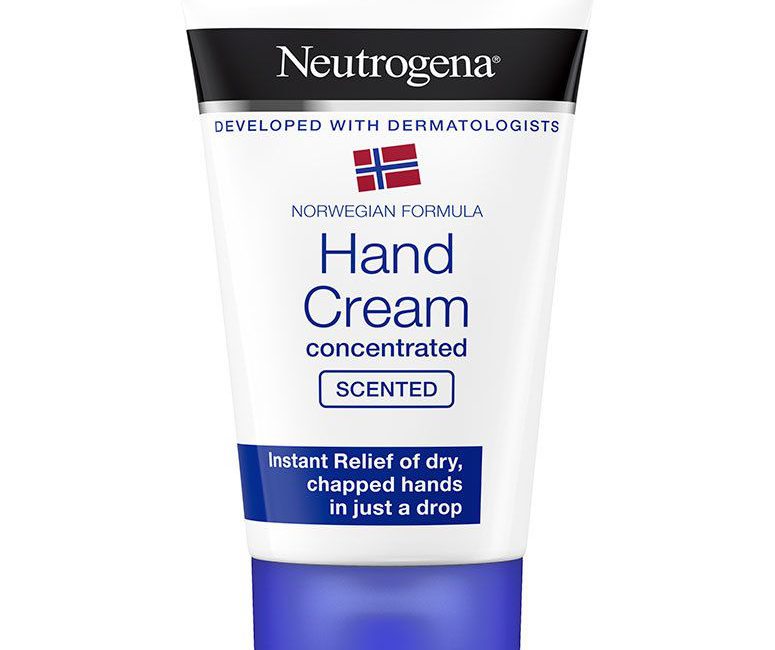 Neutrogena®
DEVELOPED WITH DERMATOLOGISTS
NORWEGIAN FORMULA
Hand
Cream
concentrated
SCENTED
Instant Relief of dry,
chapped hands
in just a drop